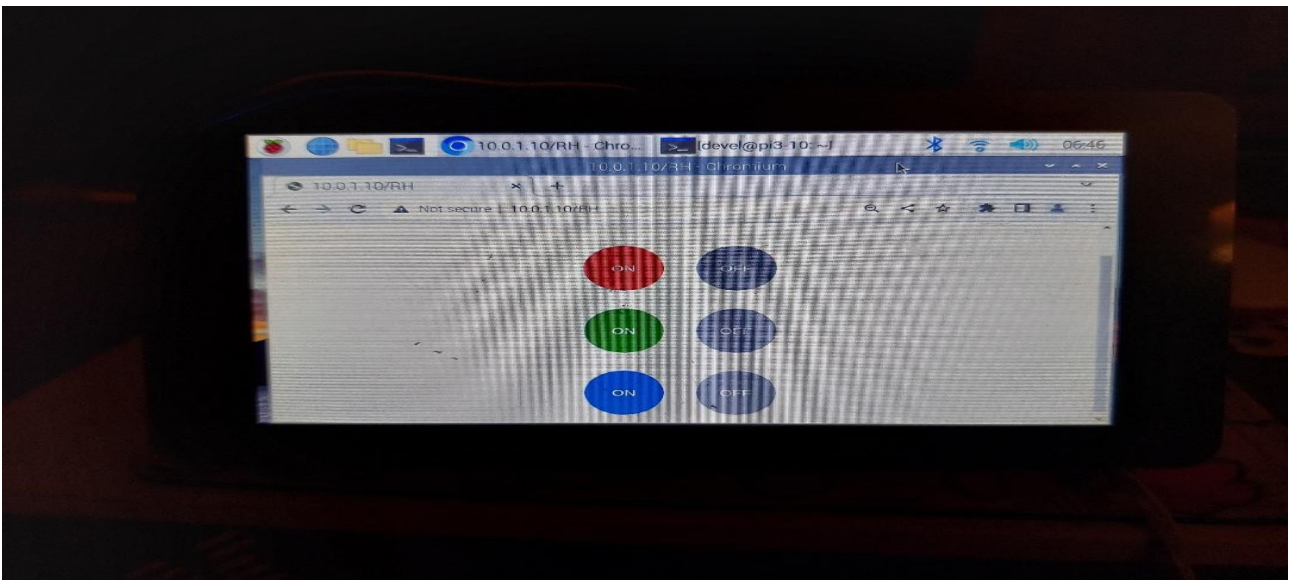 10.0.1.10/RH - Chro... [devel@pi3-10: ~] 06:46
10.0.1.10/RH - Chromium
10.0.1.10/RH
Not secure | 10.0.1.10/RH
ON OFF
ON OFF
ON OFF